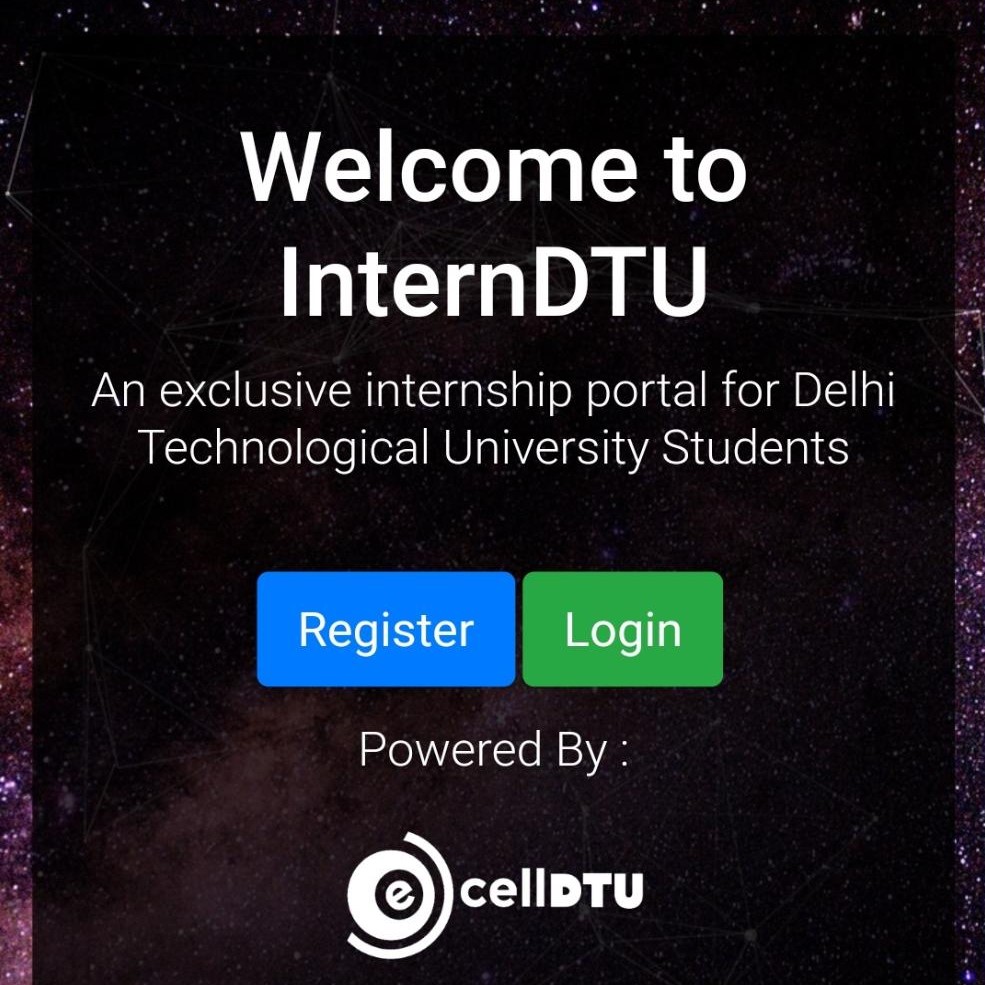 Welcome to
InternDTU
An exclusive internship portal for Delhi
Technological University Students
Register Login
Powered By :
e cellDTU